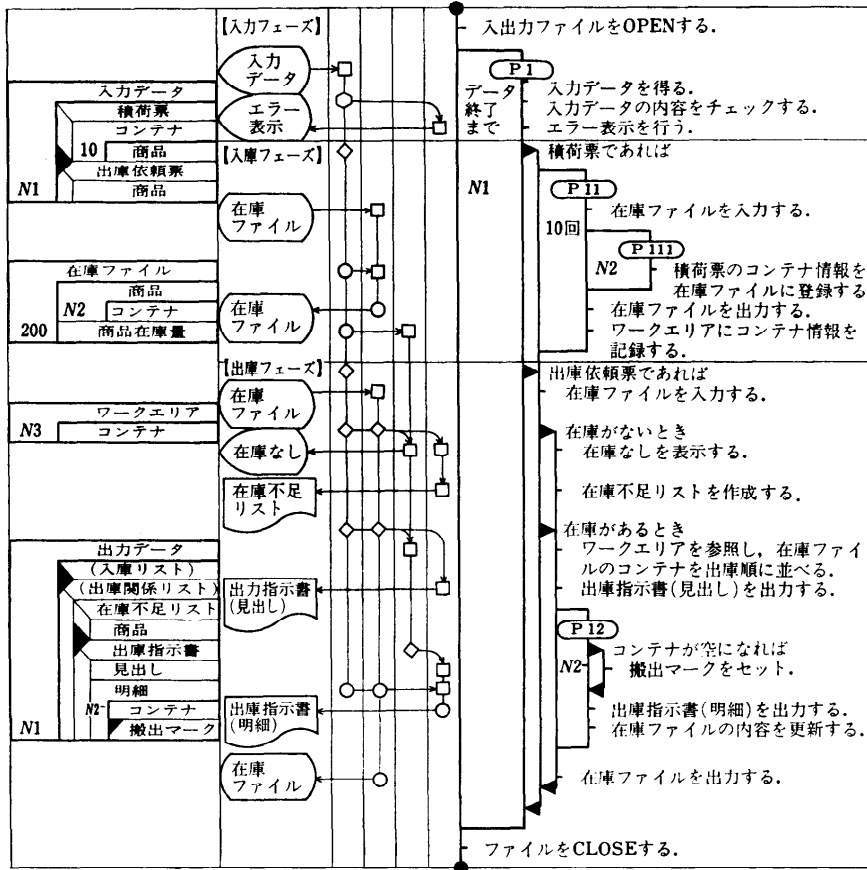 入力データ
積荷票
コンテナ
10 商品
出庫依頼票
N1 商品
在庫ファイル
商品
N2 コンテナ
200 商品在庫量
ワークエリア
N3 コンテナ
出力データ
(入庫リスト)
(出庫関係リスト)
在庫不足リスト
商品
出庫指示書
見出し
明細
N2 コンテナ
N1 搬出マーク
【入力フェーズ】
入力
データ
エラー
表示
【入庫フェーズ】
在庫
ファイル
在庫
ファイル
【出庫フェーズ】
在庫
ファイル
在庫なし
在庫不足
リスト
出力指示書
(見出し)
出庫指示書
(明細)
在庫
ファイル
入出力ファイルをOPENする.
P1
データ
終了
まで
N1
入力データを得る.
入力データの内容をチェックする.
エラー表示を行う.
積荷票であれば
P11
10回
在庫ファイルを入力する.
P111
N2
積荷票のコンテナ情報を
在庫ファイルに登録する
在庫ファイルを出力する.
ワークエリアにコンテナ情報を
記録する.
出庫依頼票であれば
在庫ファイルを入力する.
在庫がないとき
在庫なしを表示する.
在庫不足リストを作成する.
在庫があるとき
ワークエリアを参照し，在庫ファイ
ルのコンテナを出庫順に並べる.
出庫指示書(見出し)を出力する.
P12
N2
コンテナが空になれば
搬出マークをセット.
出庫指示書(明細)を出力する.
在庫ファイルの内容を更新する.
在庫ファイルを出力する.
ファイルをCLOSEする.